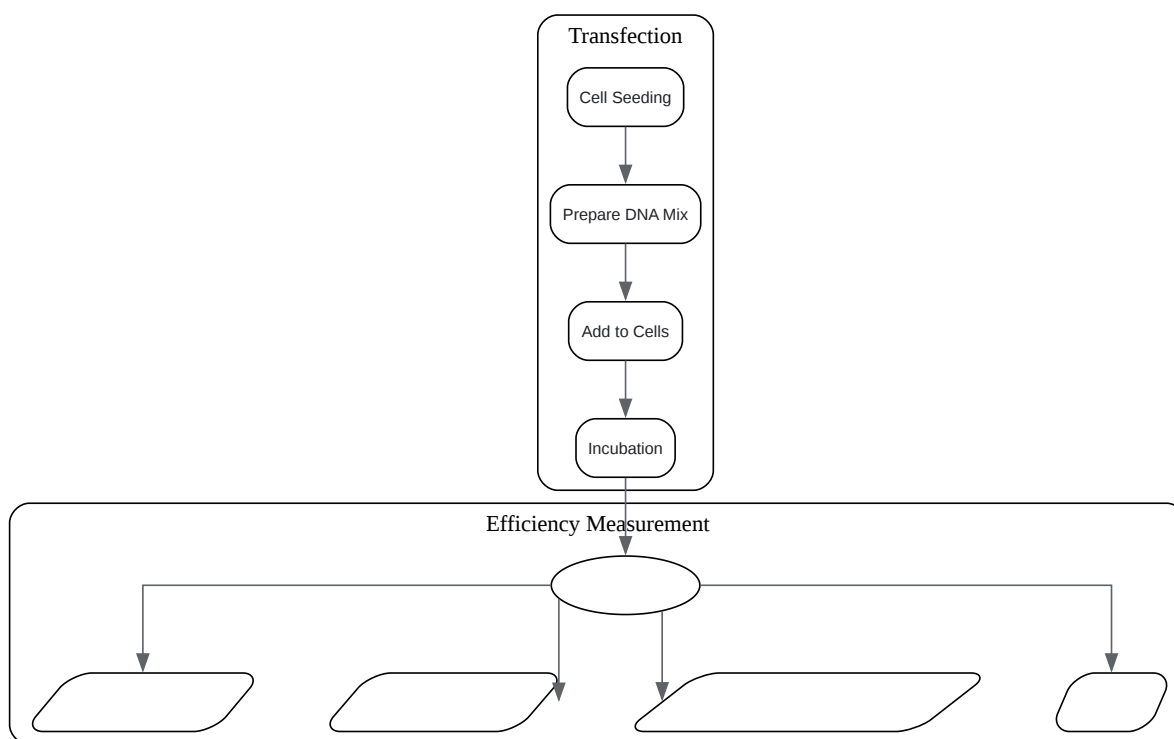 Transfection
Cell Seeding
Prepare DNA Mix
Add to Cells
Incubation
Efficiency Measurement